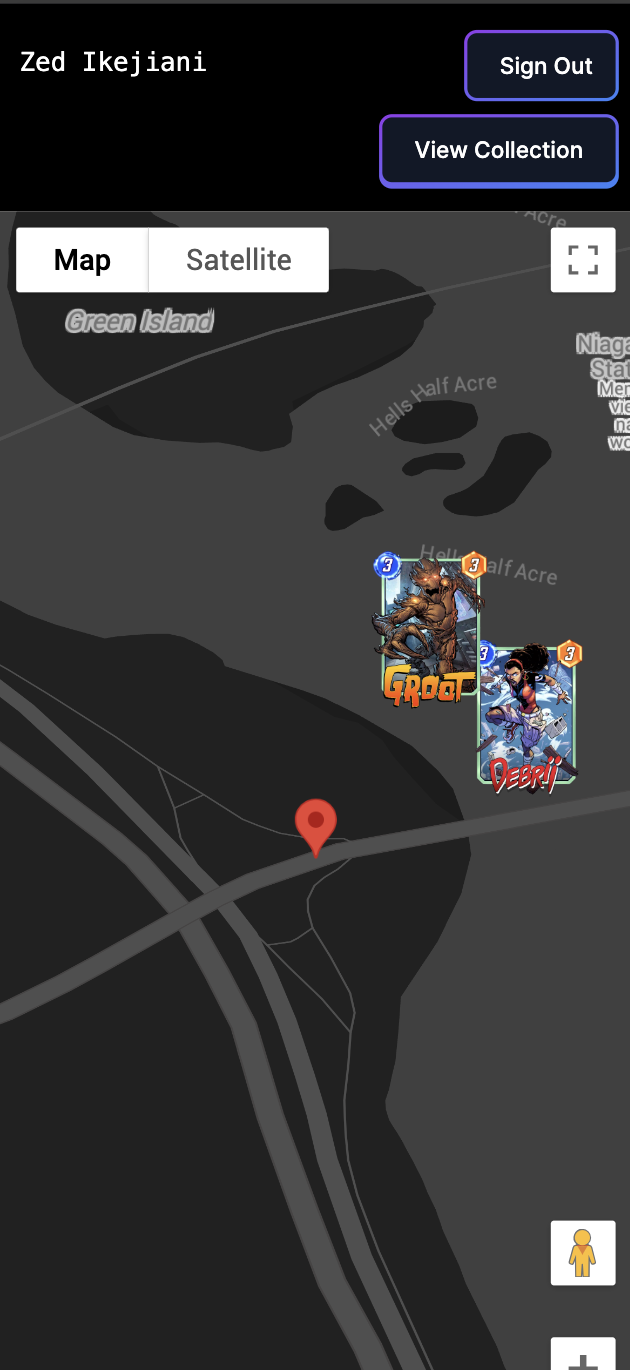 Zed Ikejiani
Sign Out
View Collection
Acre
Map
Satellite
Green Island
Hells Half Acre
Hells Half Acre
3
3
GROOT
3
3
DEBRII